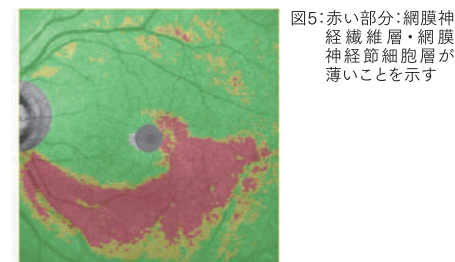 図5:赤い部分：網膜神
経繊維層・網膜
神経節細胞層が
薄いことを示す